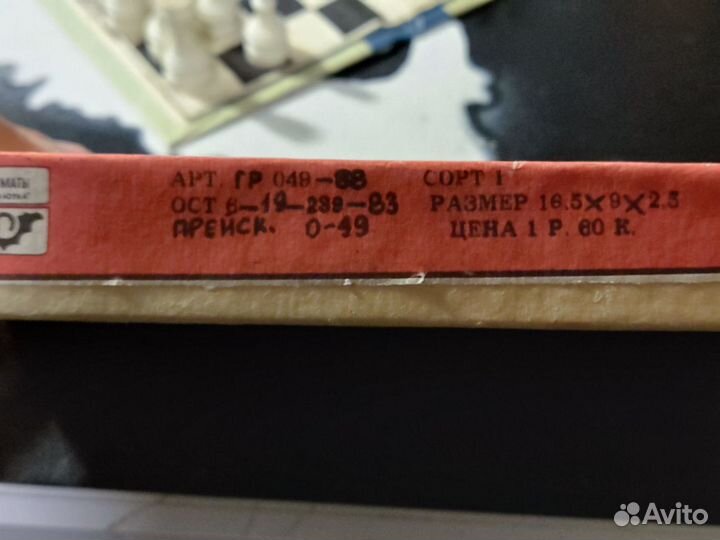 МАТЫ
АРТ. ГР 049-88 СОРТ 1
ОСТ 6-19-239-83 РАЗМЕР 16.5×9×2.5
ПРЕЙСК. 0-49 ЦЕНА 1 Р. 60 К.
Avito